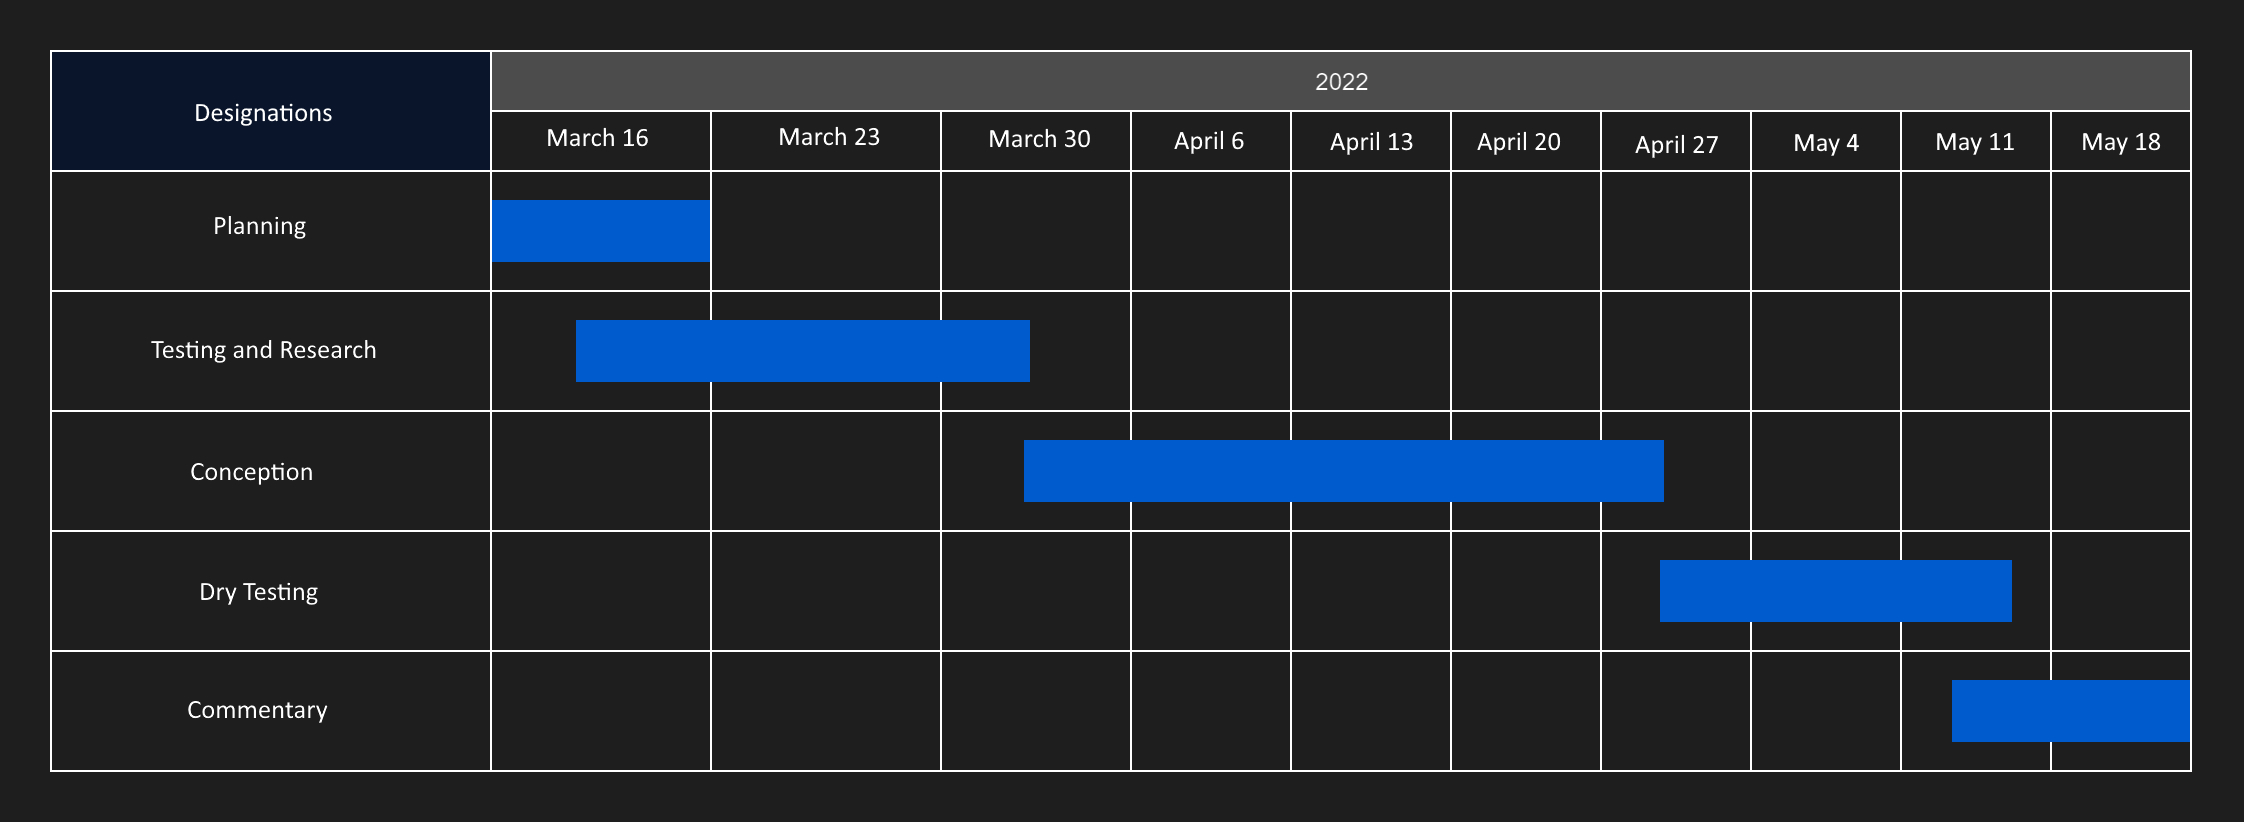 Designations
2022
March 16 March 23 March 30 April 6 April 13 April 20 April 27 May 4 May 11 May 18
Planning
Testing and Research
Conception
Dry Testing
Commentary